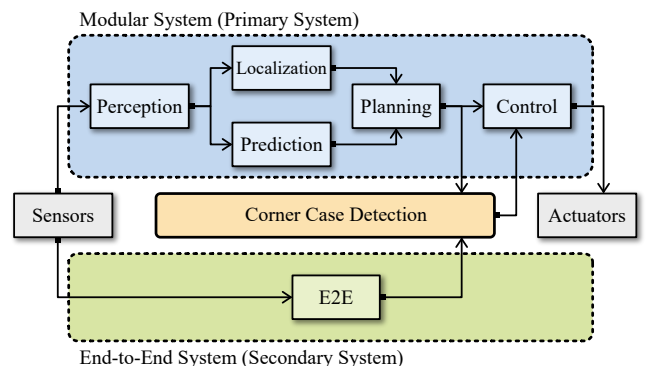 Modular System (Primary System)
Localization
Perception
Planning
Control
Prediction
Sensors
Corner Case Detection
Actuators
E2E
End-to-End System (Secondary System)